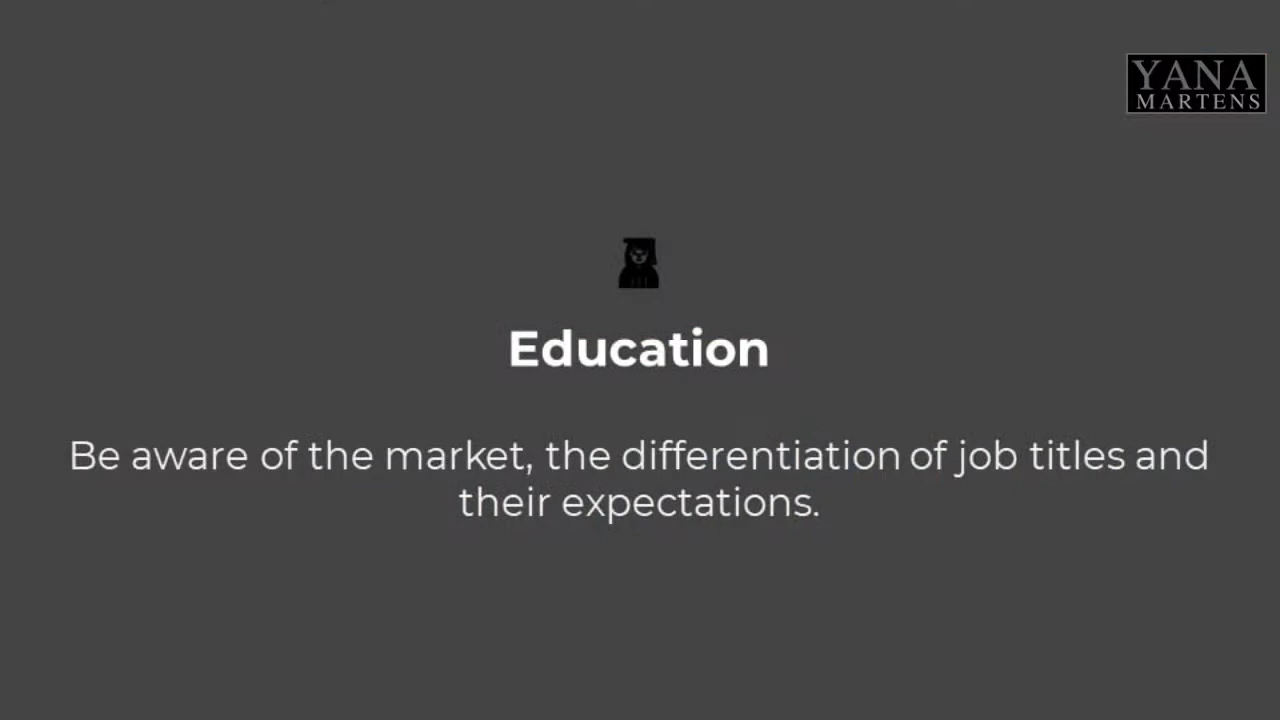 YANA
MARTENS
Education
Be aware of the market, the differentiation of job titles and
their expectations.